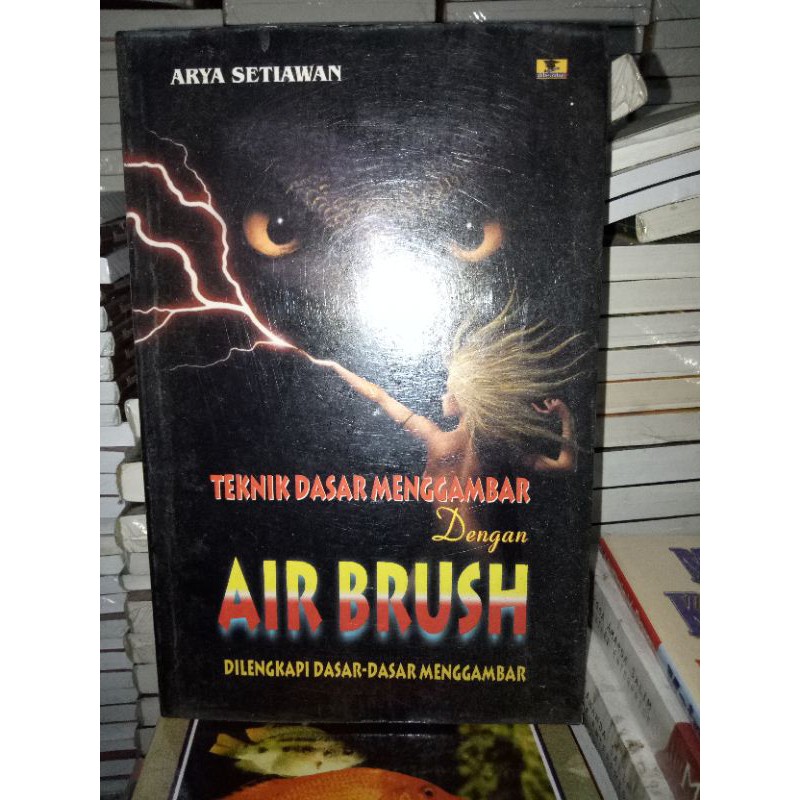 ARYA SETIAWAN
TEKNIK DASAR MENGGAMBAR
Dengan
AIR BRUSH
DILENGKAPI DASAR-DASAR MENGGAMBAR